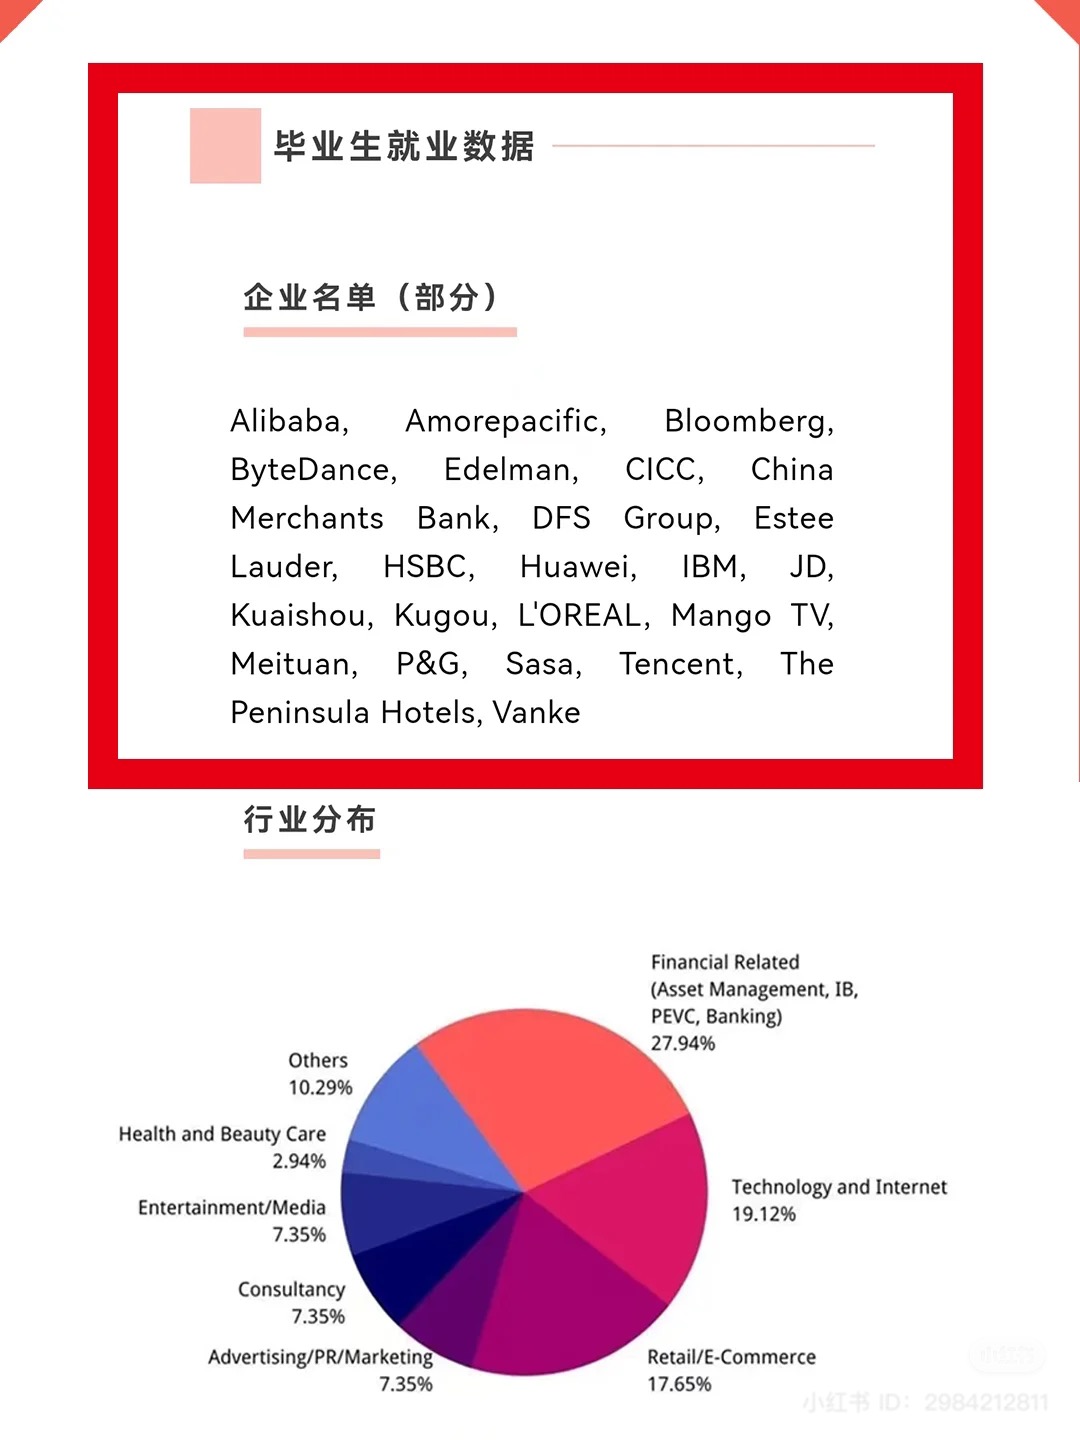 毕业生就业数据
企业名单（部分）
Alibaba, Amorepacific, Bloomberg,
ByteDance, Edelman, CICC, China
Merchants Bank, DFS Group, Estee
Lauder, HSBC, Huawei, IBM, JD,
Kuaishou, Kugou, L'OREAL, Mango TV,
Meituan, P&G, Sasa, Tencent, The
Peninsula Hotels, Vanke
行业分布
Financial Related
(Asset Management, IB,
PEVC, Banking)
27.94%
Others
10.29%
Health and Beauty Care
2.94%
Technology and Internet
19.12%
Entertainment/Media
7.35%
Consultancy
7.35%
Advertising/PR/Marketing
7.35%
Retail/E-Commerce
17.65%
小红书
小红书 ID: 2984212811